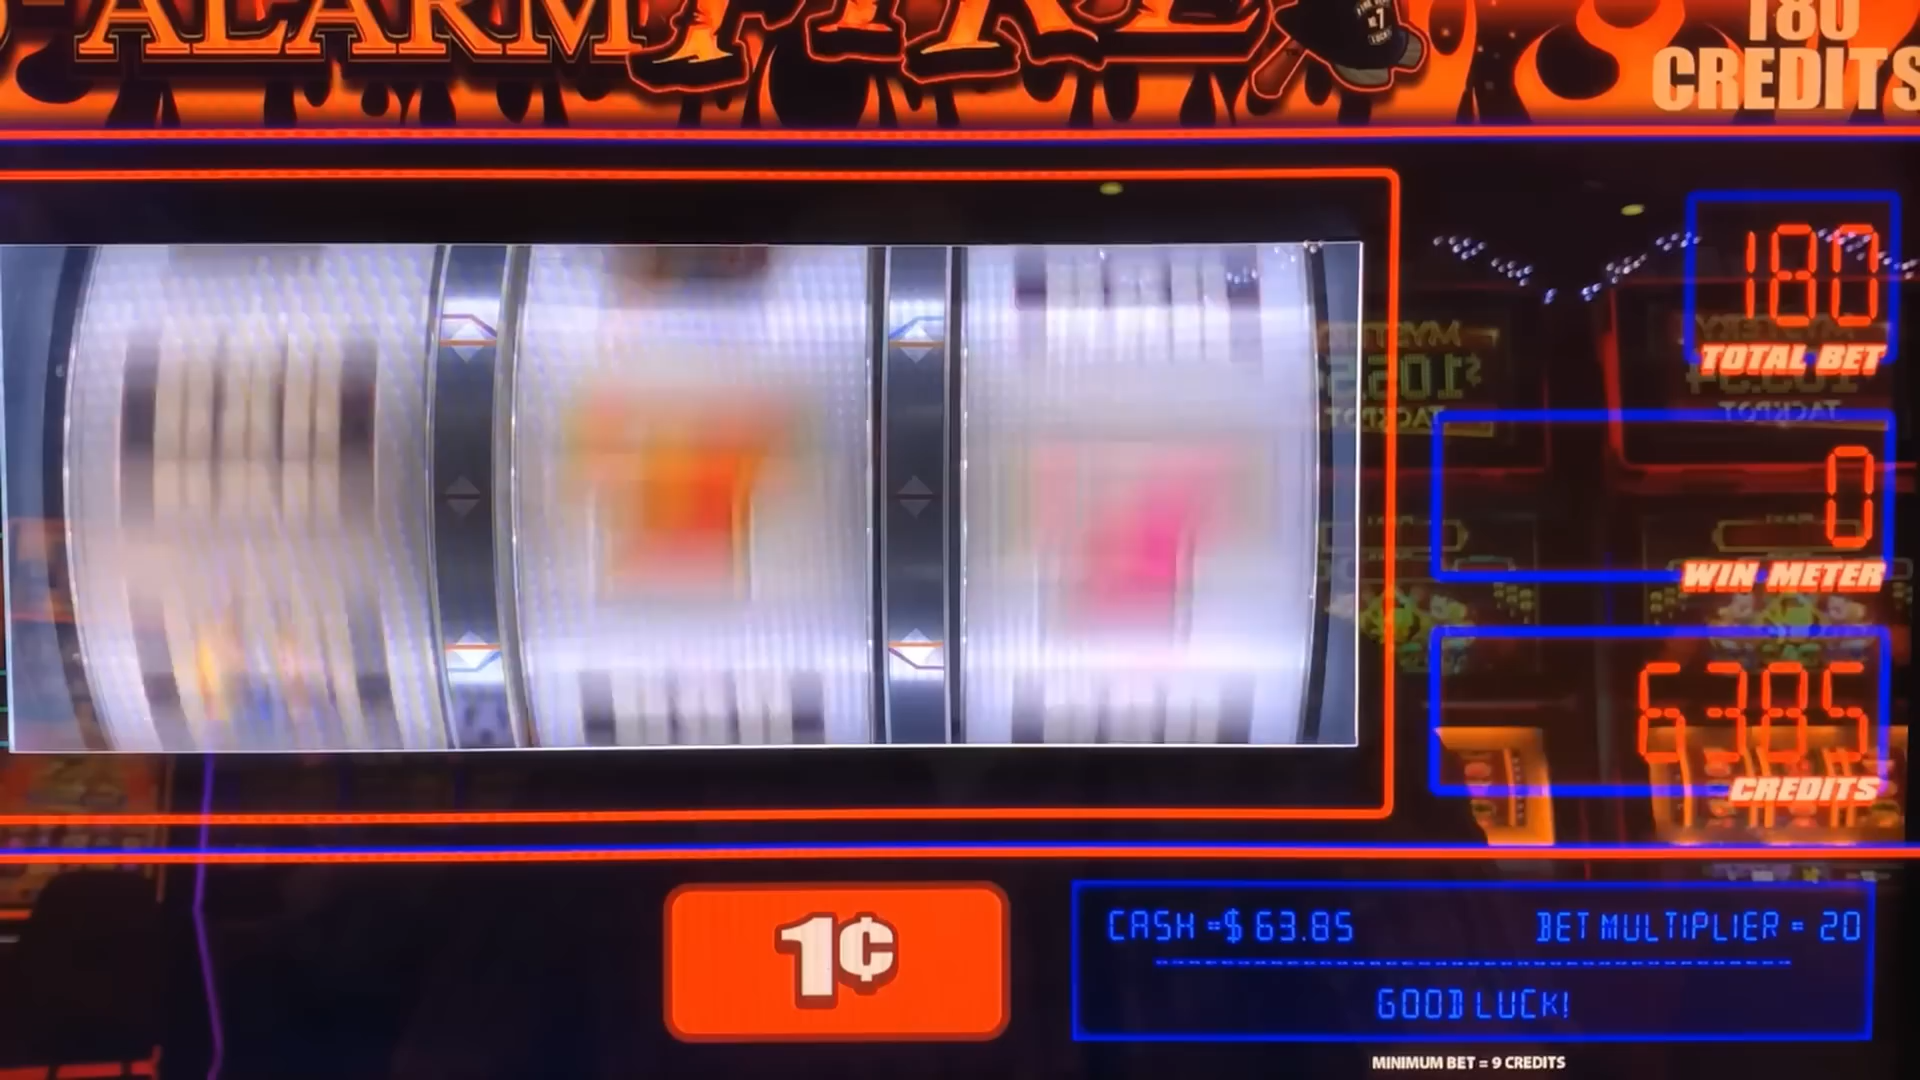 -ALARM FIRE
180
CREDITS
180
TOTAL BET
0
WIN METER
6385
CREDITS
1¢
CASH =$ 63.85
BET MULTIPLIER = 20
GOOD LUCK!
MINIMUM BET = 9 CREDITS